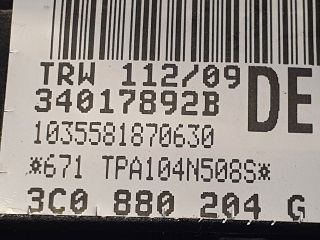 TRW 112/09 DE
34017892B
1035581870630
*671 TPA104N508S*
3C0 880 204 G